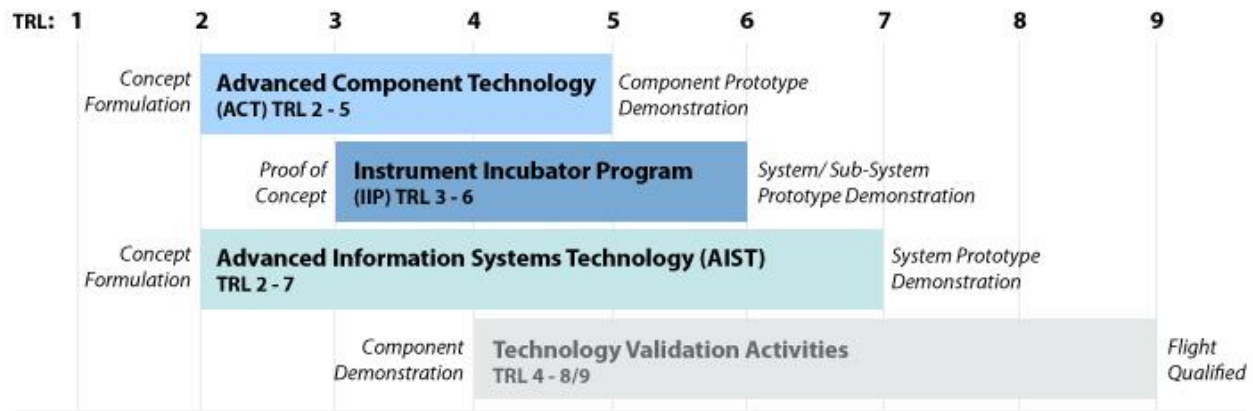 TRL: 1 2 3 4 5 6 7 8 9
Concept
Formulation
Advanced Component Technology
(ACT) TRL 2 - 5
Component Prototype
Demonstration
Proof of
Concept
Instrument Incubator Program
(IIP) TRL 3 - 6
System/ Sub-System
Prototype Demonstration
Concept
Formulation
Advanced Information Systems Technology (AIST)
TRL 2 - 7
System Prototype
Demonstration
Component
Demonstration
Technology Validation Activities
TRL 4 - 8/9
Flight
Qualified